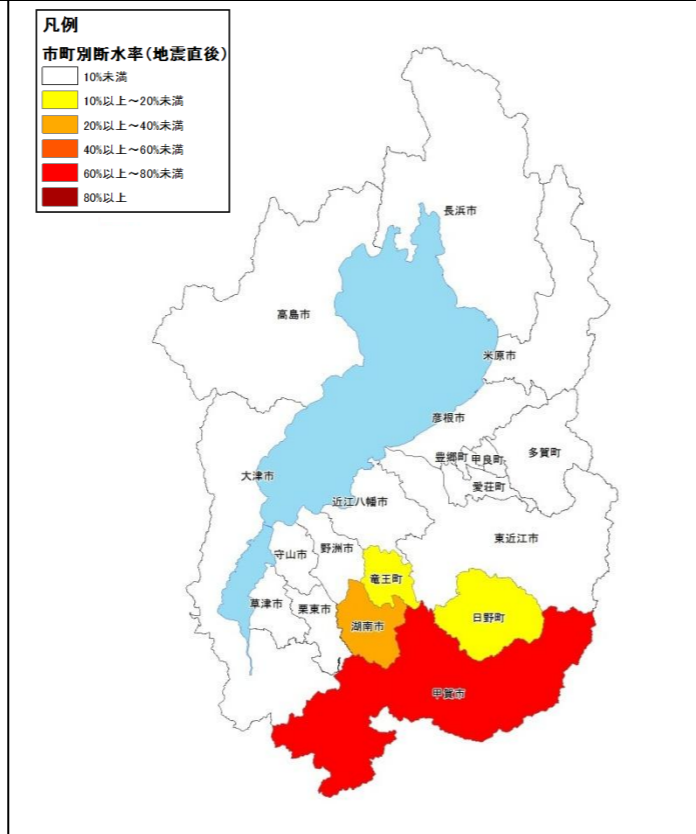 凡例
市町別断水率(地震直後)
10%未満
10%以上～20%未満
20%以上～40%未満
40%以上～60%未満
60%以上～80%未満
80%以上
長浜市
高島市
米原市
彦根市
豊郷町
甲良町
多賀町
愛荘町
大津市
近江八幡市
東近江市
守山市
野洲市
竜王町
草津市
栗東市
湖南市
日野町
甲賀市